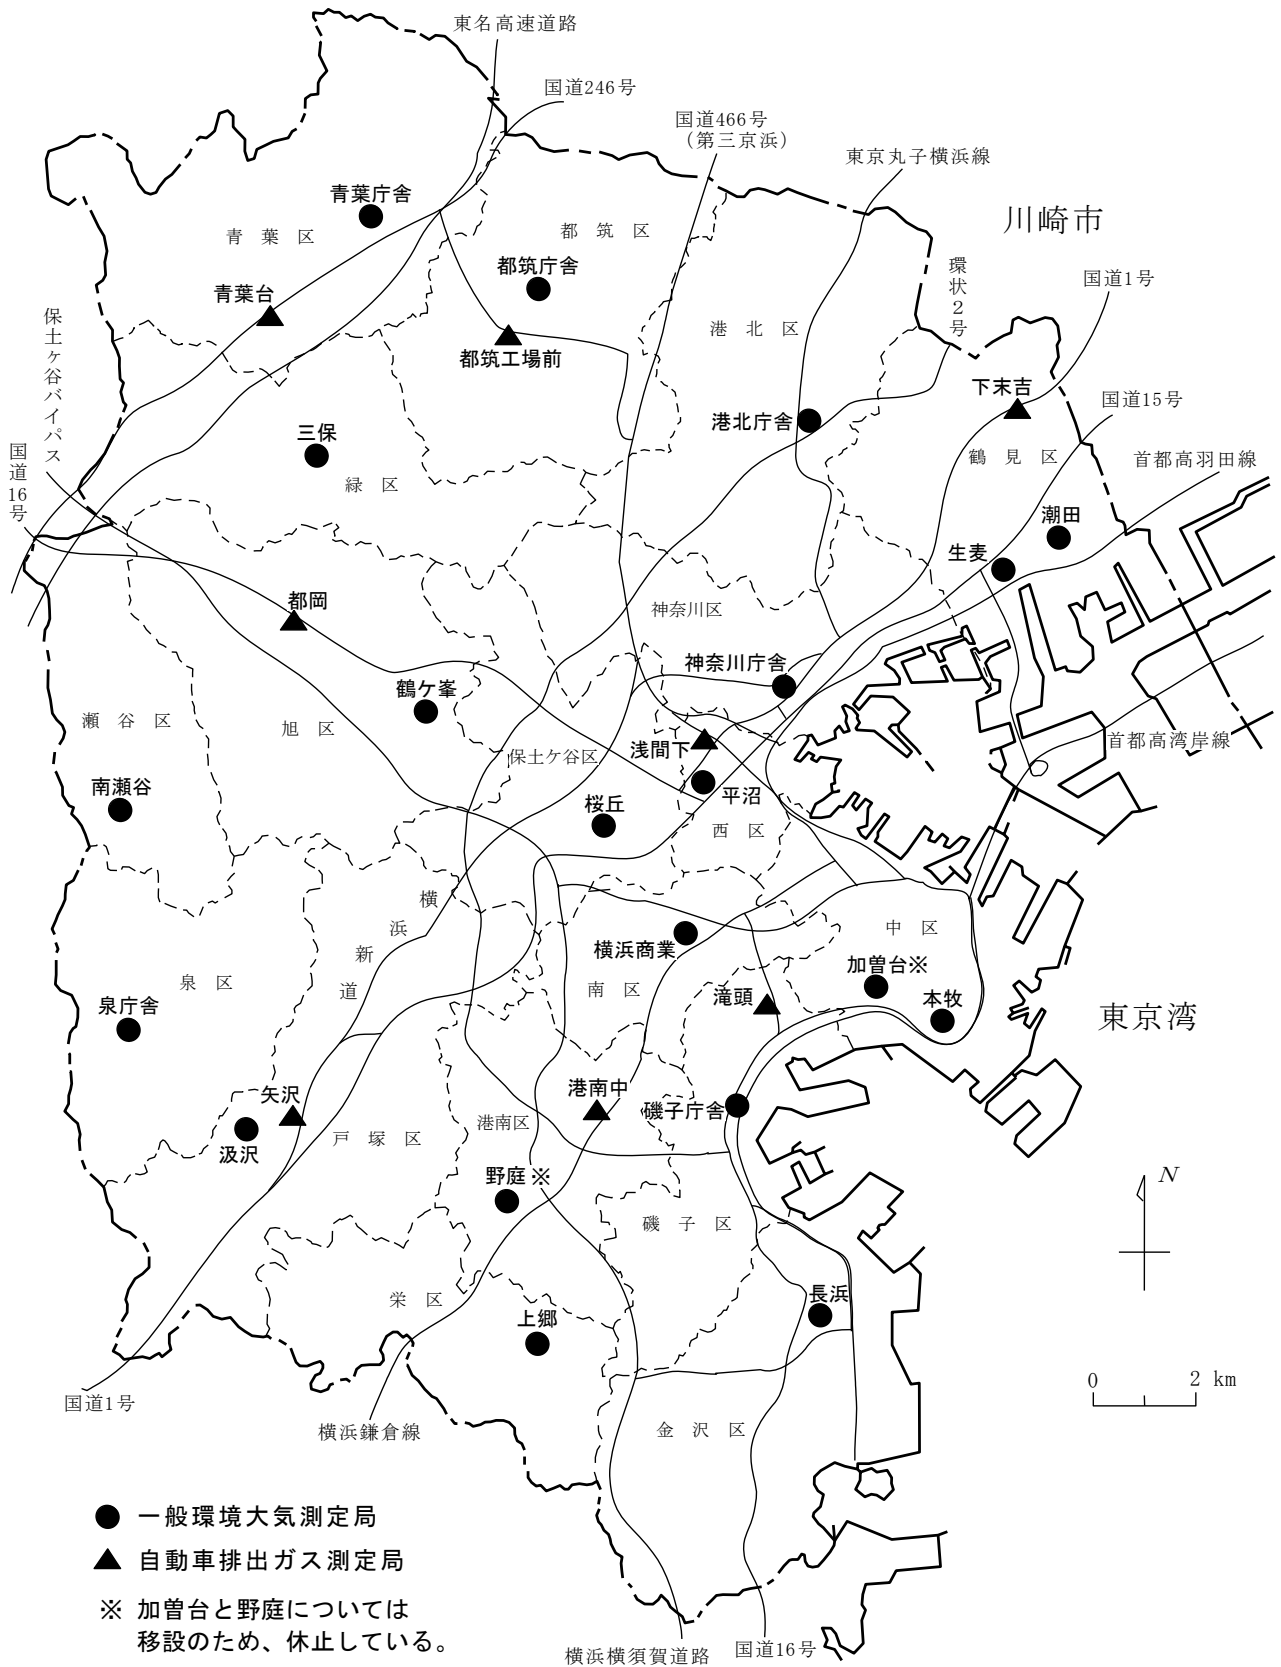 東名高速道路
国道246号
国道466号
（第三京浜）
東京丸子横浜線
川崎市
青葉庁舎
青葉区
都筑区
都筑庁舎
青葉台
環状2号
国道1号
保土ヶ谷バイパス
港北区
都筑工場前
下末吉
国道15号
港北庁舎
三保
鶴見区
首都高羽田線
国道16号
緑区
潮田
生麦
都岡
神奈川区
神奈川庁舎
鶴ケ峯
瀬谷区
旭区
保土ケ谷区
浅間下
首都高湾岸線
南瀬谷
桜丘
平沼
西区
横浜新道
中区
横浜商業
加曽台※
泉区
南区
泉庁舎
滝頭
本牧
東京湾
矢沢
港南中
磯子庁舎
汲沢
戸塚区
港南区
野庭※
N
磯子区
栄区
長浜
上郷
0 2 km
国道1号
横浜鎌倉線
金沢区
● 一般環境大気測定局
▲ 自動車排出ガス測定局
※ 加曽台と野庭については
移設のため、休止している。
横浜横須賀道路
国道16号